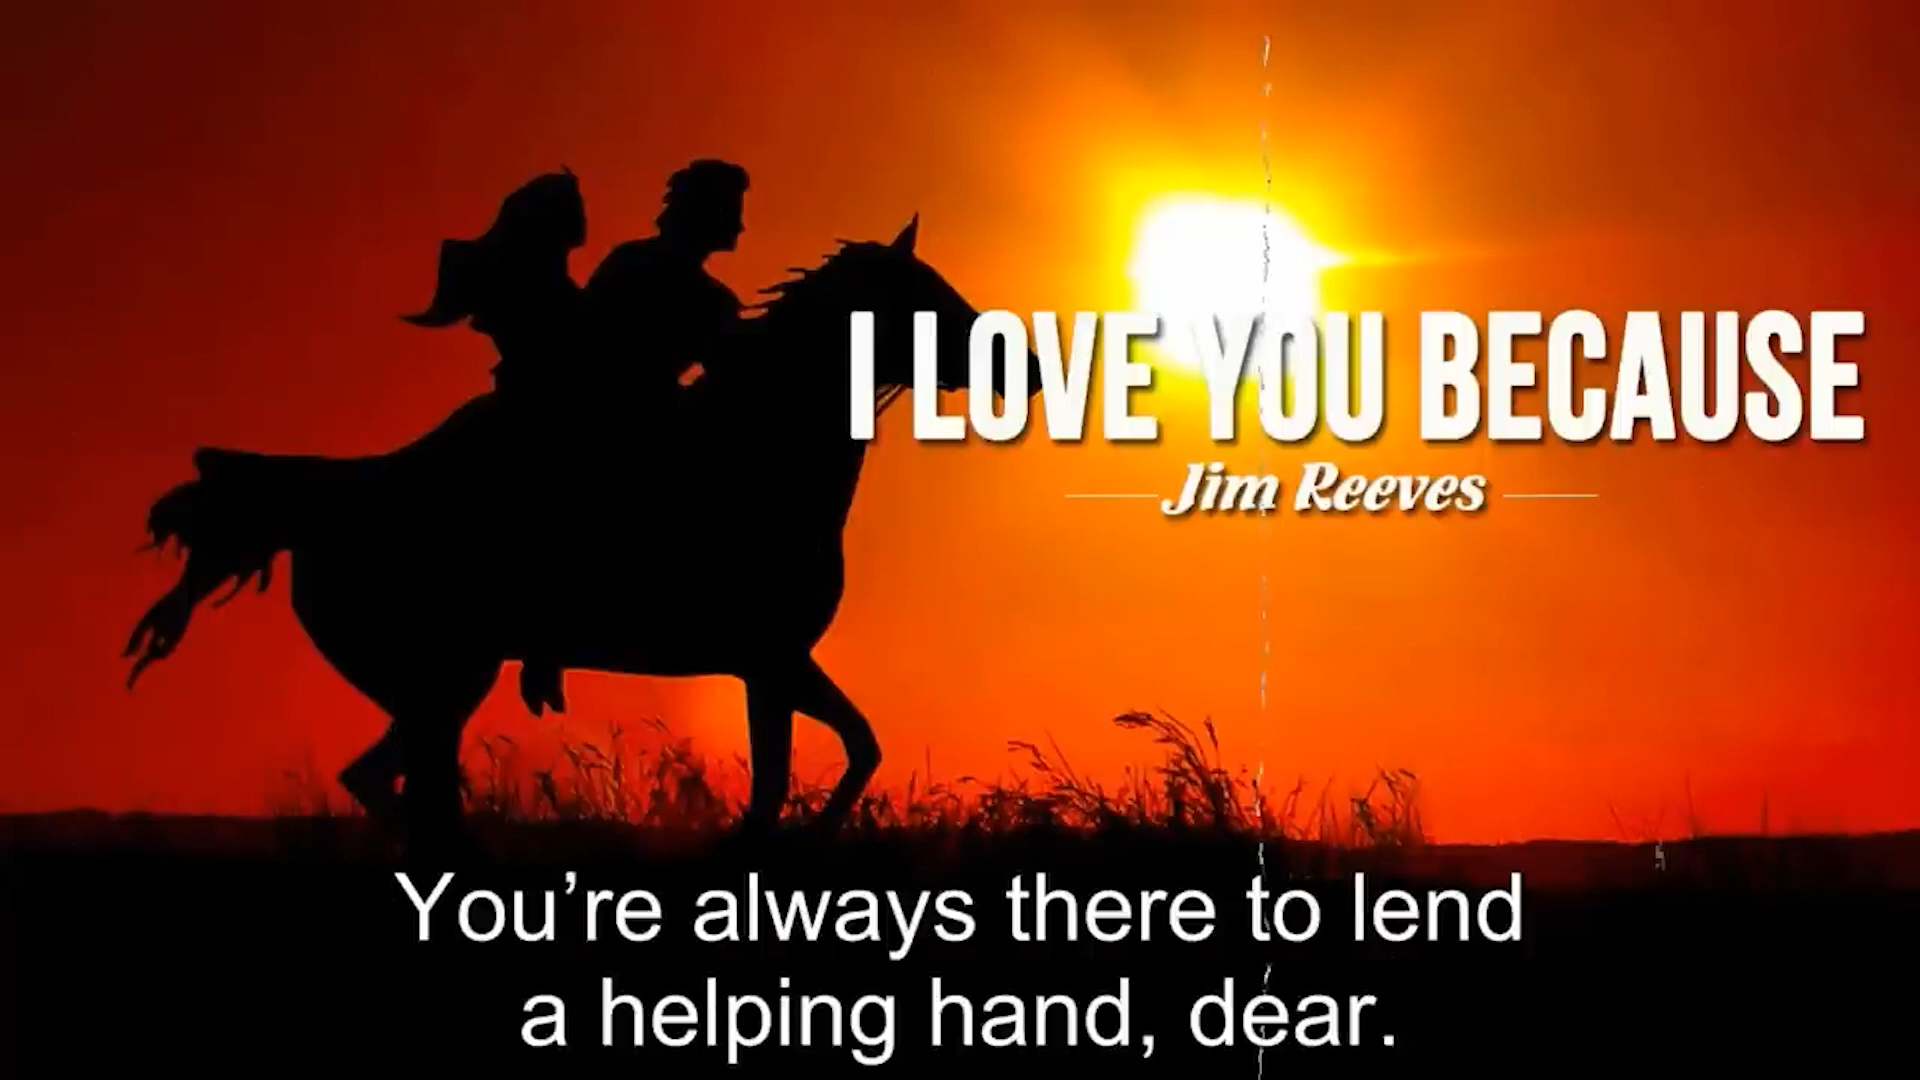 I LOVE YOU BECAUSE
Jim Reeves
You’re always there to lend
a helping hand, dear.